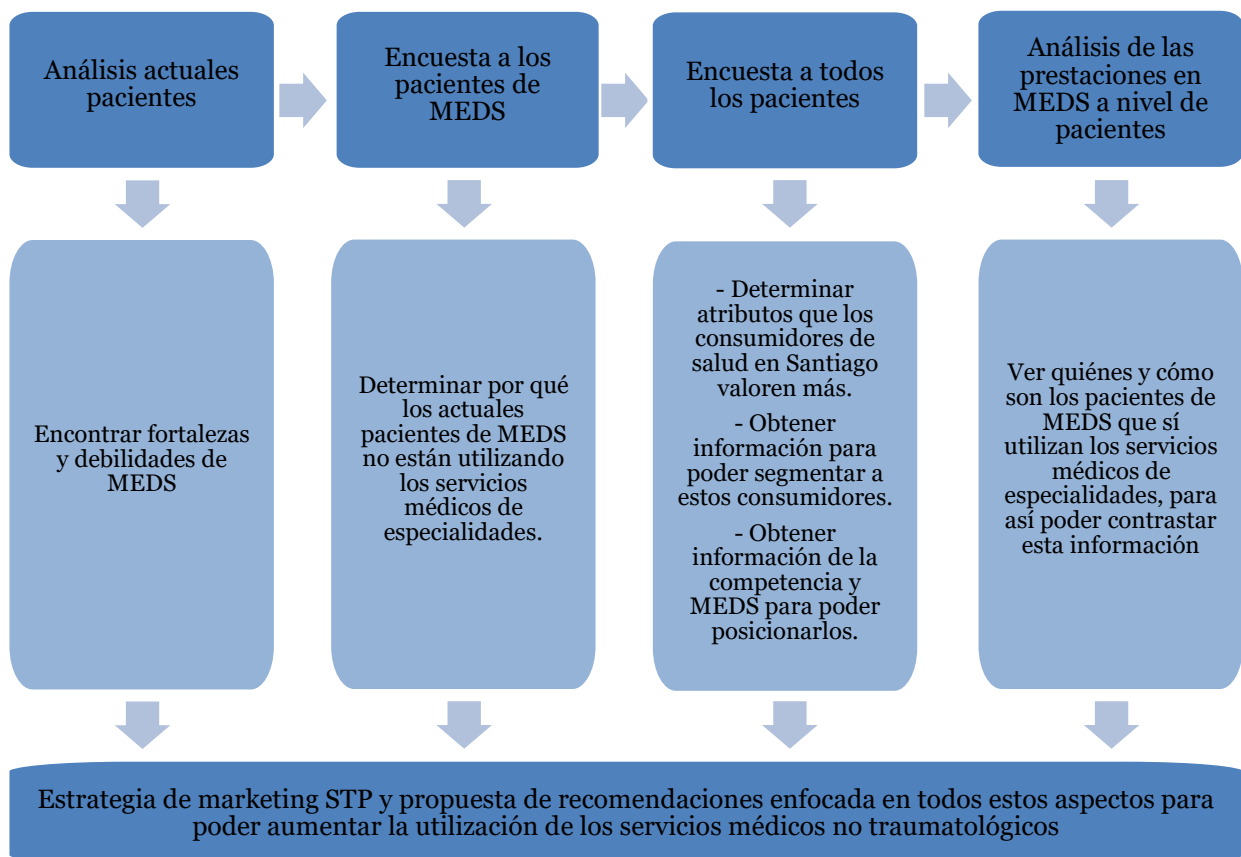 Análisis actuales
pacientes
Encuesta a los
pacientes de
MEDS
Encuesta a todos
los pacientes
Análisis de las
prestaciones en
MEDS a nivel de
pacientes
Encontrar fortalezas
y debilidades de
MEDS
Determinar por qué
los actuales
pacientes de MEDS
no están utilizando
los servicios
médicos de
especialidades.
- Determinar
atributos que los
consumidores de
salud en Santiago
valoren más.
- Obtener
información para
poder segmentar a
estos consumidores.
- Obtener
información de la
competencia y
MEDS para poder
posicionarlos.
Ver quiénes y cómo
son los pacientes de
MEDS que sí
utilizan los servicios
médicos de
especialidades, para
así poder contrastar
esta información
Estrategia de marketing STP y propuesta de recomendaciones enfocada en todos estos aspectos para
poder aumentar la utilización de los servicios médicos no traumatológicos